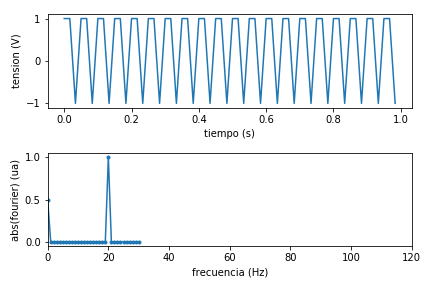 1
0
−1
tension (V)
0.0 0.2 0.4 0.6 0.8 1.0
tiempo (s)
1.0
0.5
0.0
abs(fourier) (ua)
0 20 40 60 80 100 120
frecuencia (Hz)